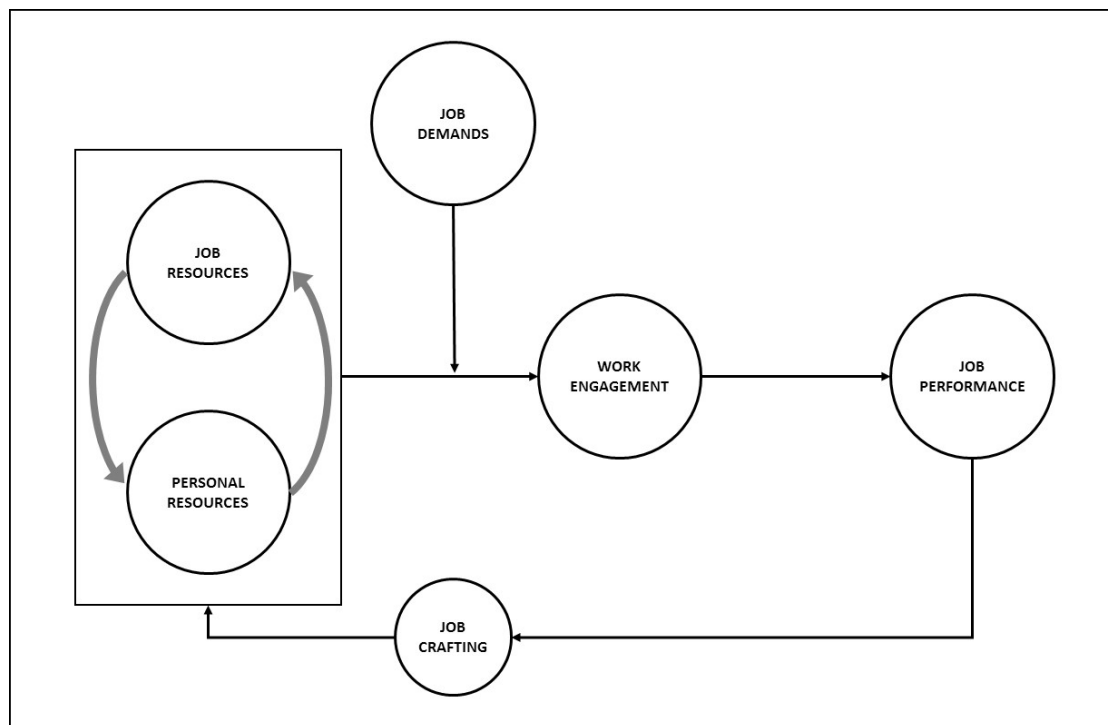 JOB
DEMANDS
JOB
RESOURCES
WORK
ENGAGEMENT
JOB
PERFORMANCE
PERSONAL
RESOURCES
JOB
CRAFTING